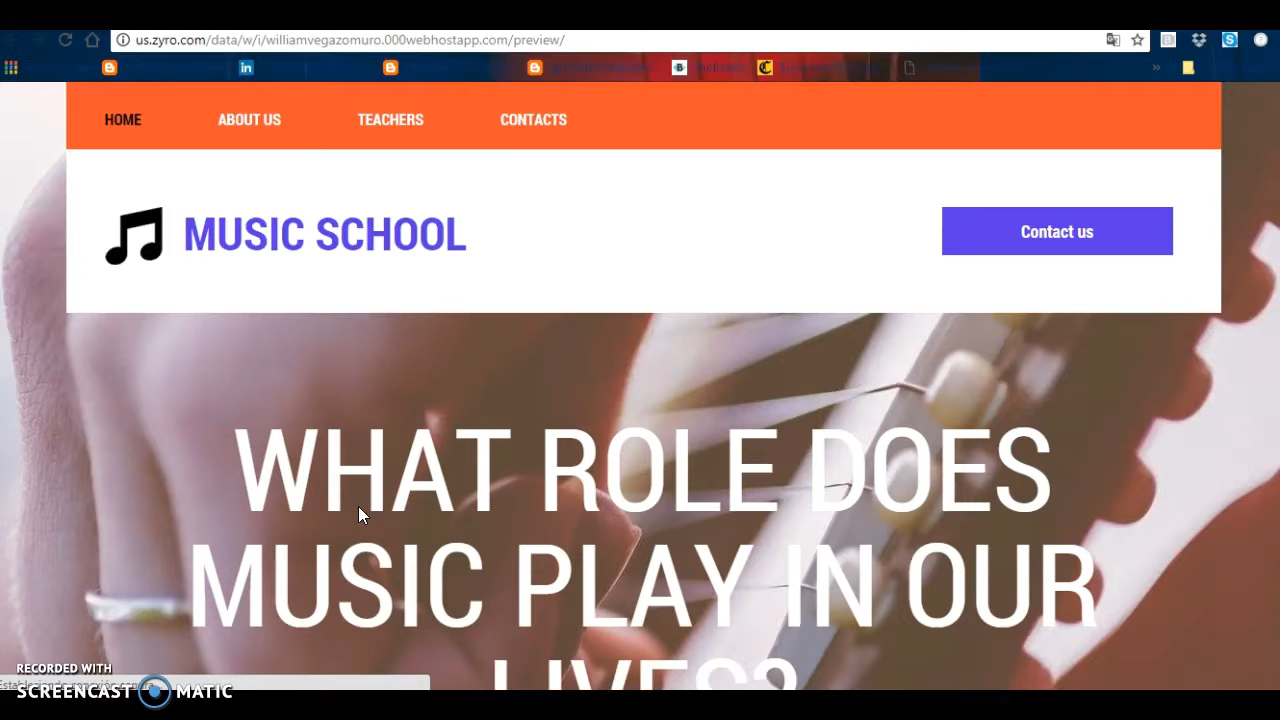 us.zyro.com/data/w/i/williamvegazomuro.000webhostapp.com/preview/
HOME ABOUT US TEACHERS CONTACTS
MUSIC SCHOOL
Contact us
WHAT ROLE DOES
MUSIC PLAY IN OUR
LIVES?
RECORDED WITH
SCREENCAST MATIC